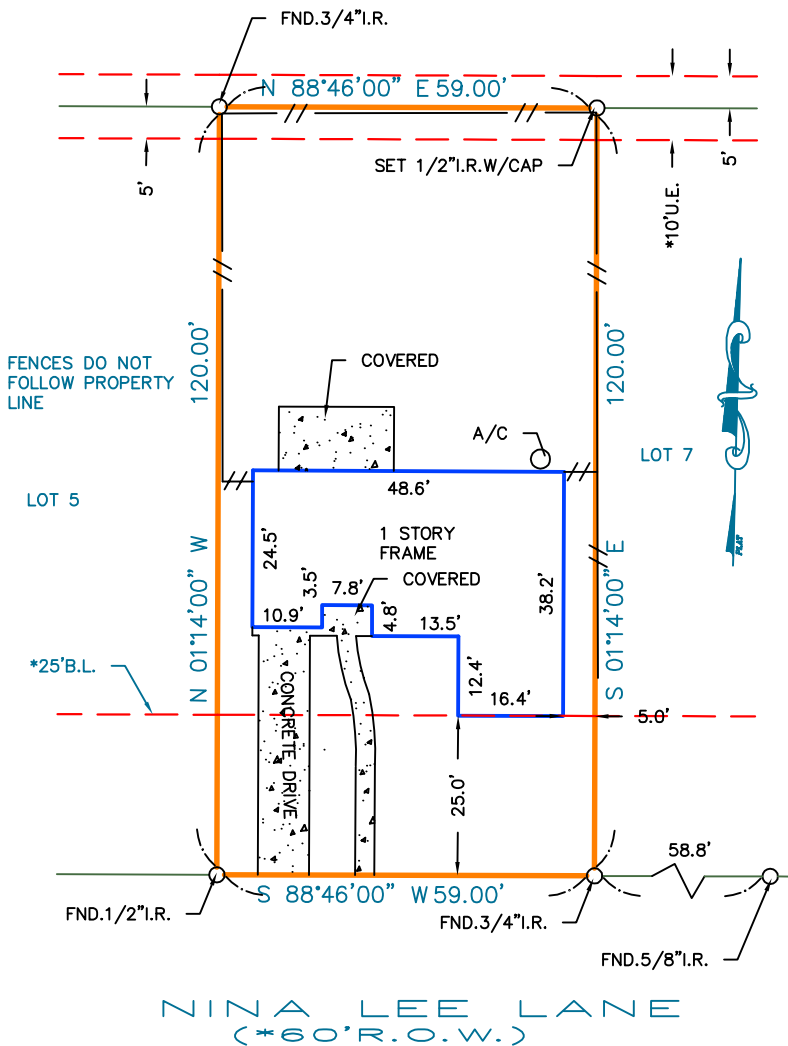 FND.3/4"I.R.
N 88°46'00" E 59.00'
SET 1/2"I.R.W/CAP
5'
*10'U.E.
5'
N 01°14'00" W 120.00'
S 01°14'00" E 120.00'
FENCES DO NOT
FOLLOW PROPERTY
LINE
COVERED
A/C
LOT 7
LOT 5
48.6'
1 STORY
FRAME
24.5'
3.5'
7.8'
COVERED
4.8'
38.2'
10.9'
13.5'
12.4'
16.4'
*25'B.L.
CONCRETE DRIVE
5.0'
25.0'
58.8'
S 88°46'00" W 59.00'
FND.1/2"I.R.
FND.3/4"I.R.
FND.5/8"I.R.
NINA LEE LANE
(*60'R.O.W.)